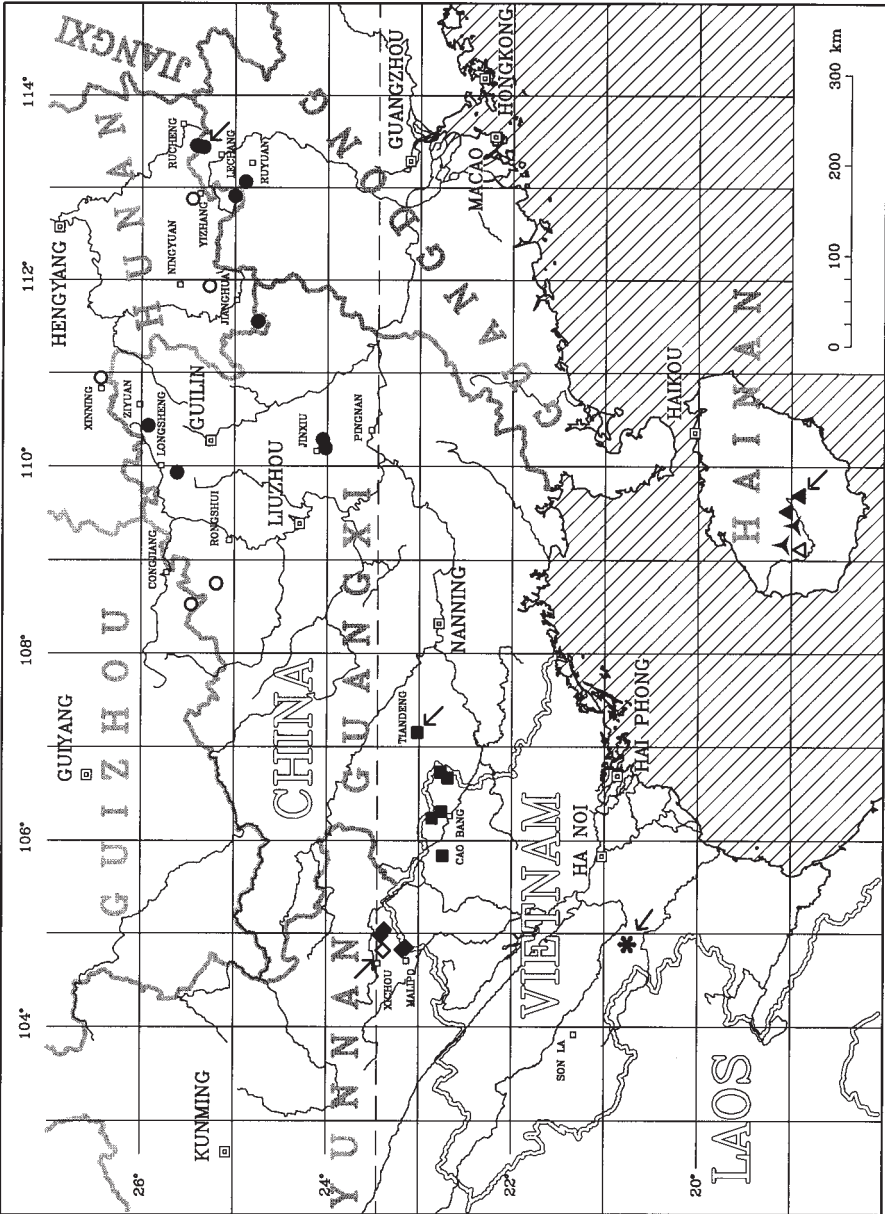 104°
106°
108°
110°
112°
114°
26°
24°
22°
20°
KUNMING
GUIYANG
GUIZHOU
HENGYANG
HUNAN
JIANGXI
XINNING
ZIYUAN
LONGSHENG
CONGJIANG
RONGSHUI
GUILIN
NINGYUAN
JIANGHUA
YIZHANG
RUCHENG
LECHANG
RUYUAN
LIUZHOU
JINXIU
PINGNAN
CHINA
YUNNAN
GUANGXI
GUANGDONG
GUANGZHOU
XICHOU
MALIPO
TIANDENG
NANNING
CAO BANG
MACAO
HONGKONG
VIETNAM
SON LA
HA NOI
HAI PHONG
LAOS
HAIKOU
HAINAN
0 100 200 300 km